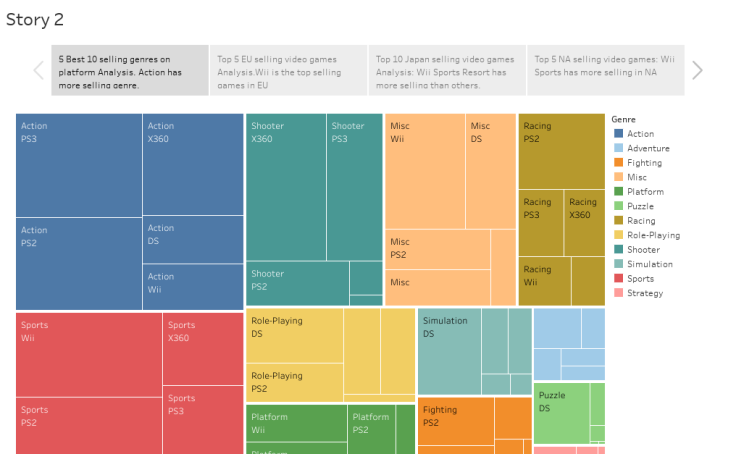 Story 2
5 Best 10 selling genres on
platform Analysis. Action has
more selling genre.
Top 5 EU selling video games
Analysis.Wii is the top selling
games in EU
Top 10 Japan selling video games
Analysis: Wii Sports Resort has
more selling than others.
Top 5 NA selling video games: Wii
Sports has more selling in NA
Action
PS3
Action
X360
Action
PS2
Action
DS
Action
Wii
Shooter
X360
Shooter
PS3
Shooter
PS2
Misc
Wii
Misc
DS
Misc
PS2
Misc
Racing
PS2
Racing
PS3
Racing
X360
Racing
Wii
Sports
Wii
Sports
X360
Sports
PS2
Sports
PS3
Role-Playing
DS
Role-Playing
PS2
Platform
Wii
Platform
PS2
Platform
Simulation
DS
Fighting
PS2
Puzzle
DS
Genre
Action
Adventure
Fighting
Misc
Platform
Puzzle
Racing
Role-Playing
Shooter
Simulation
Sports
Strategy